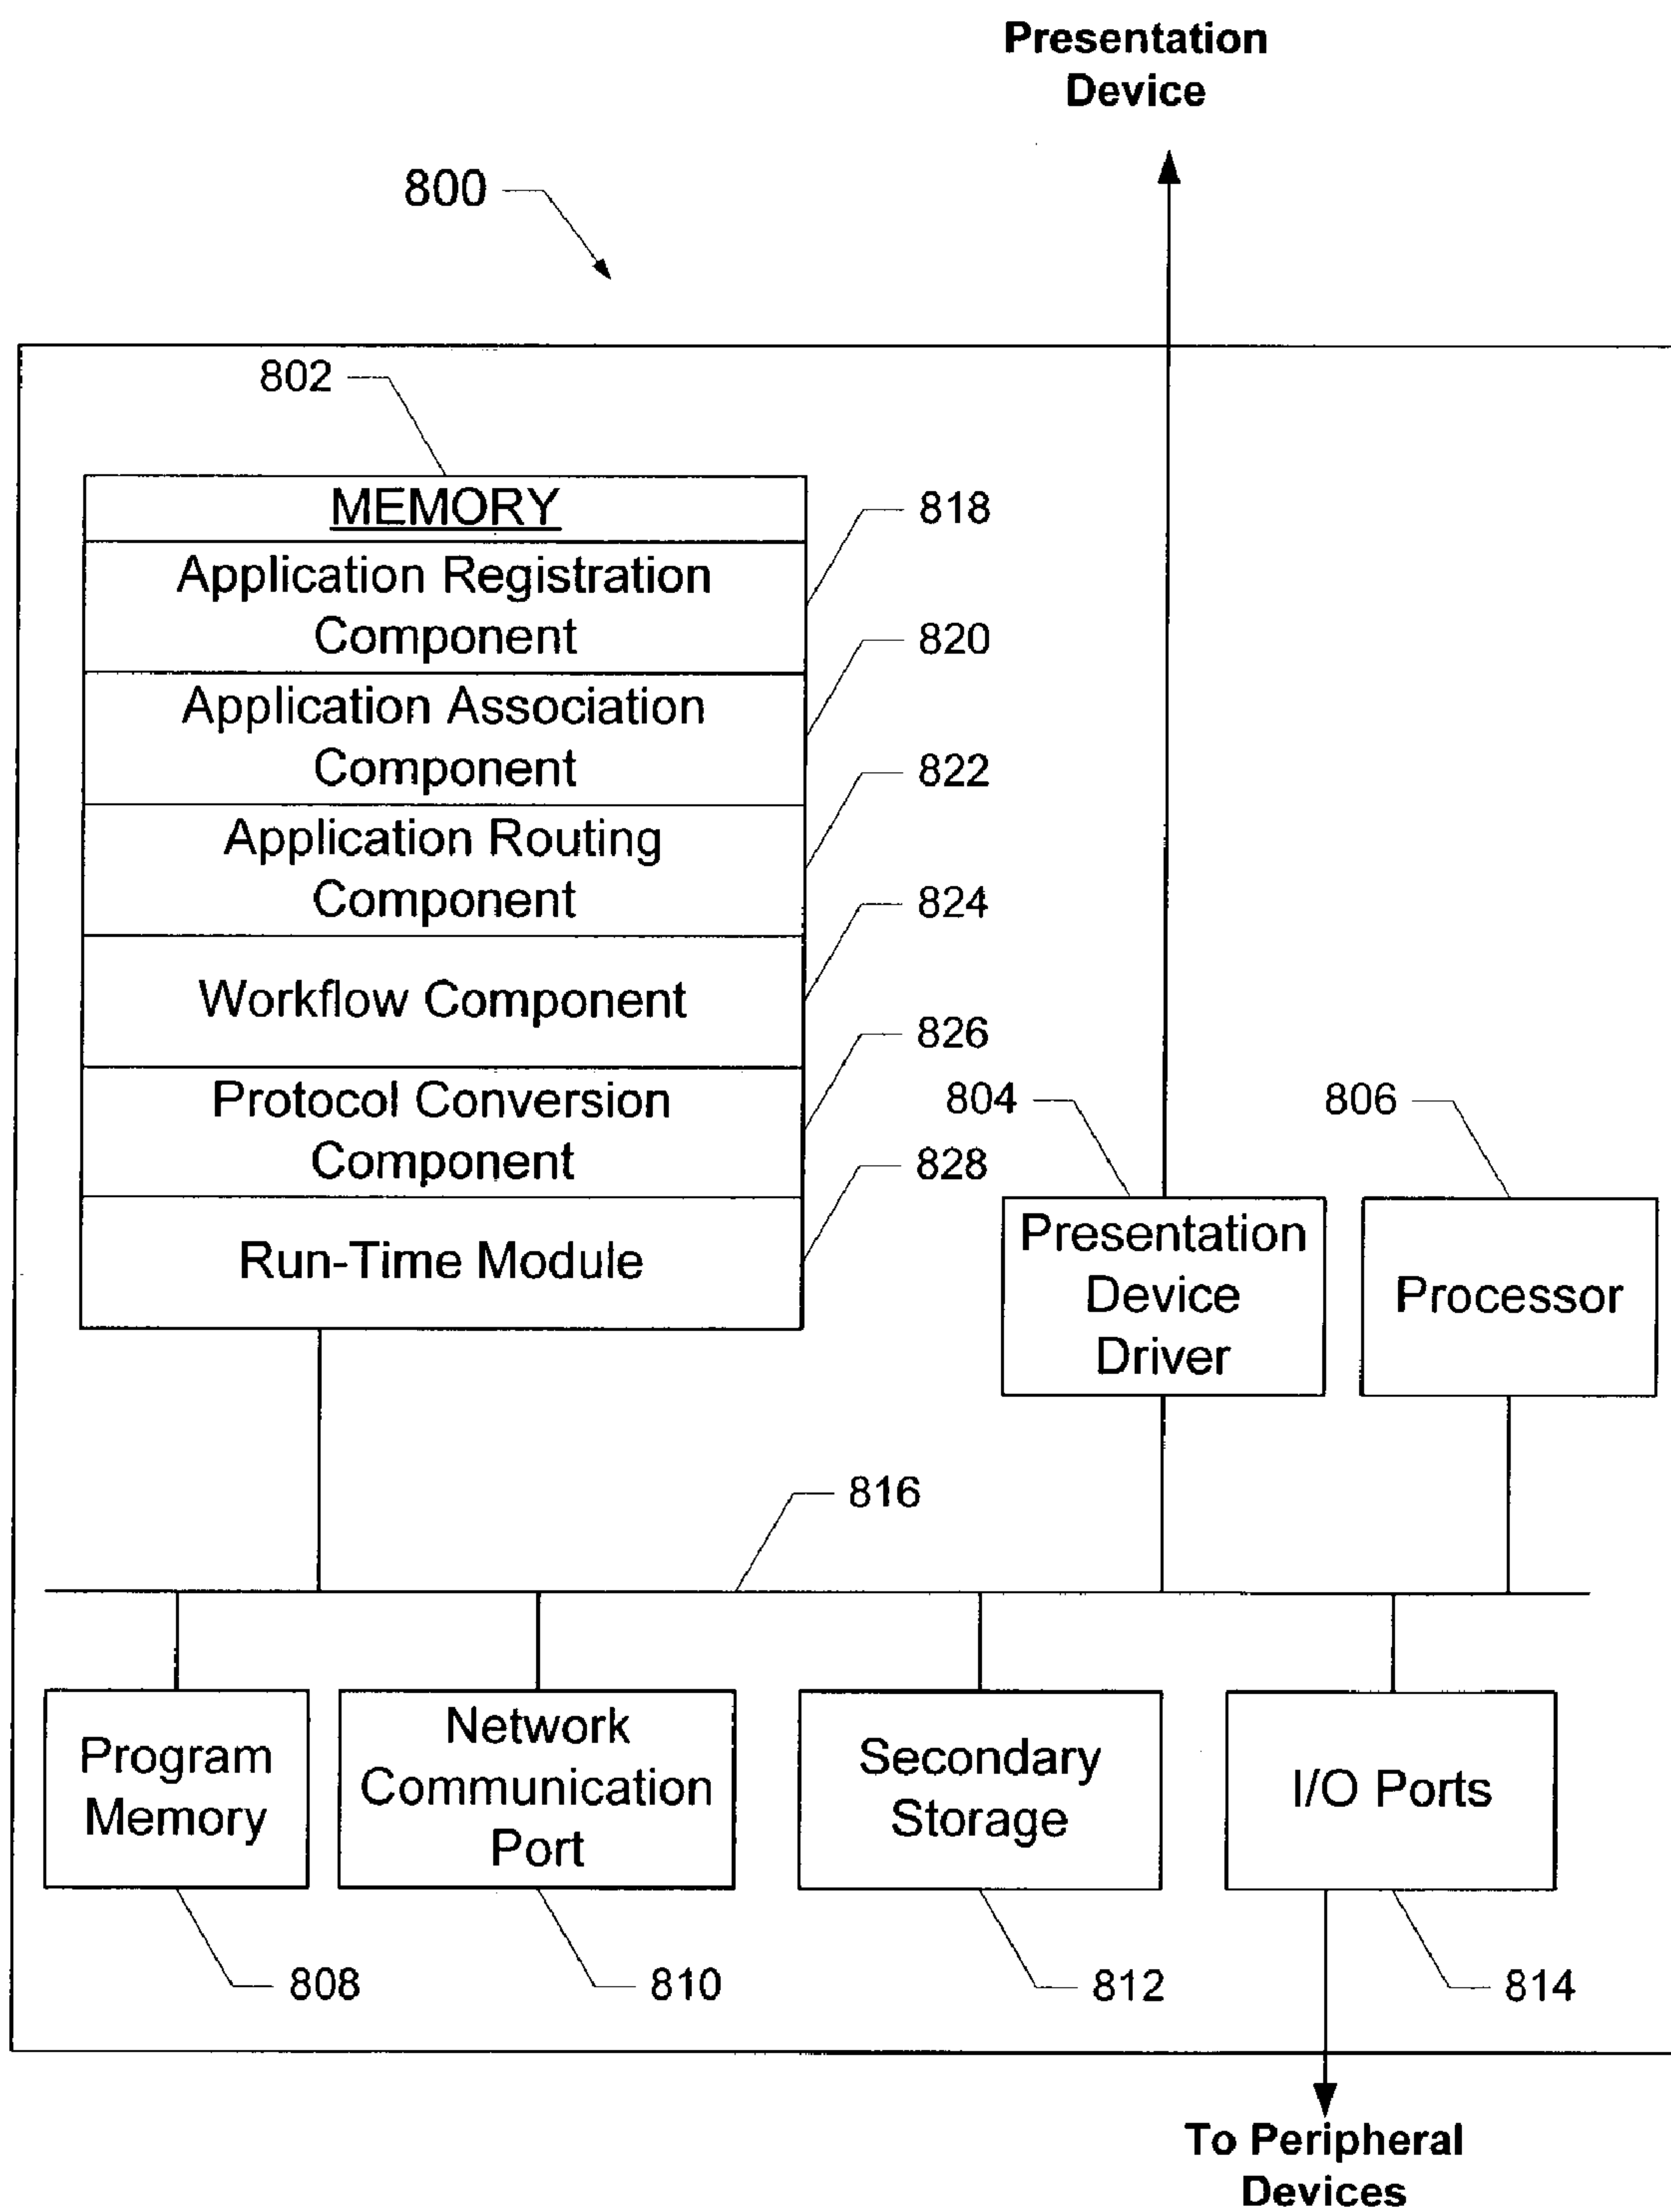 Presentation
Device
800
802
MEMORY
818
Application Registration
Component
820
Application Association
Component
822
Application Routing
Component
824
Workflow Component
826
Protocol Conversion
Component
828
Run-Time Module
804
806
Presentation
Device
Driver
Processor
816
Program
Memory
Network
Communication
Port
Secondary
Storage
I/O Ports
808
810
812
814
To Peripheral
Devices